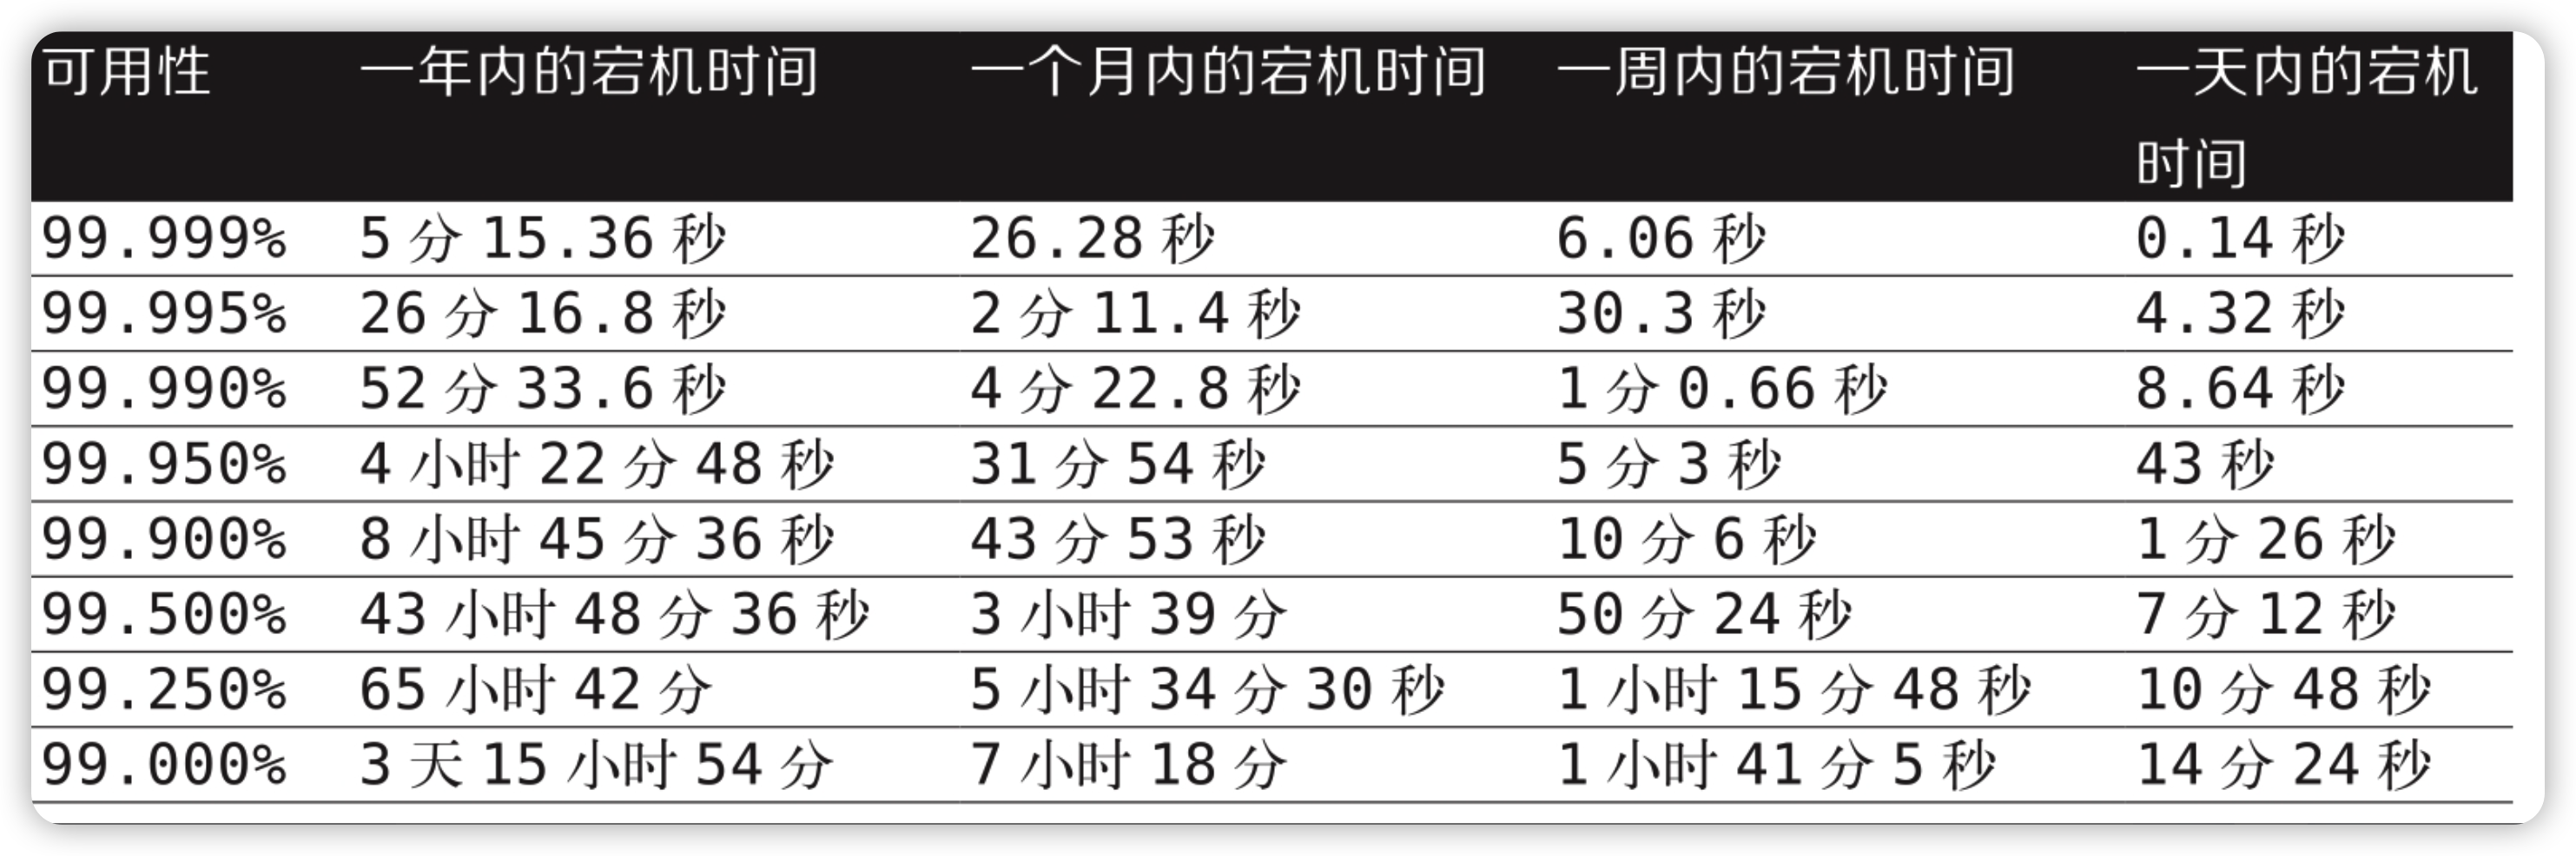 可用性 一年内的宕机时间 一个月内的宕机时间 一周内的宕机时间 一天内的宕机
时间
99.999% 5 分 15.36 秒 26.28 秒 6.06 秒 0.14 秒
99.995% 26 分 16.8 秒 2 分 11.4 秒 30.3 秒 4.32 秒
99.990% 52 分 33.6 秒 4 分 22.8 秒 1 分 0.66 秒 8.64 秒
99.950% 4 小时 22 分 48 秒 31 分 54 秒 5 分 3 秒 43 秒
99.900% 8 小时 45 分 36 秒 43 分 53 秒 10 分 6 秒 1 分 26 秒
99.500% 43 小时 48 分 36 秒 3 小时 39 分 50 分 24 秒 7 分 12 秒
99.250% 65 小时 42 分 5 小时 34 分 30 秒 1 小时 15 分 48 秒 10 分 48 秒
99.000% 3 天 15 小时 54 分 7 小时 18 分 1 小时 41 分 5 秒 14 分 24 秒